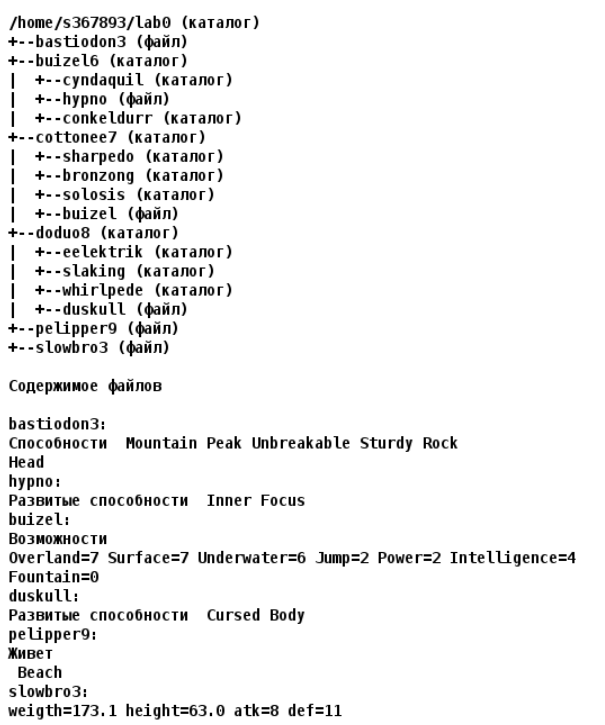 /home/s367893/lab0 (каталог)
+--bastiodon3 (файл)
+--buizel6 (каталог)
|  +--cyndaquil (каталог)
|  +--hypno (файл)
|  +--conkeldurr (каталог)
+--cottonee7 (каталог)
|  +--sharpedo (каталог)
|  +--bronzong (каталог)
|  +--solosis (каталог)
|  +--buizel (файл)
+--doduo8 (каталог)
|  +--eelektrik (каталог)
|  +--slaking (каталог)
|  +--whirlpede (каталог)
|  +--duskull (файл)
+--pelipper9 (файл)
+--slowbro3 (файл)
Содержимое файлов
bastiodon3:
Способности  Mountain Peak Unbreakable Sturdy Rock
Head
hypno:
Развитые способности  Inner Focus
buizel:
Возможности
Overland=7 Surface=7 Underwater=6 Jump=2 Power=2 Intelligence=4
Fountain=0
duskull:
Развитые способности  Cursed Body
pelipper9:
Живет
 Beach
slowbro3:
weigth=173.1 height=63.0 atk=8 def=11